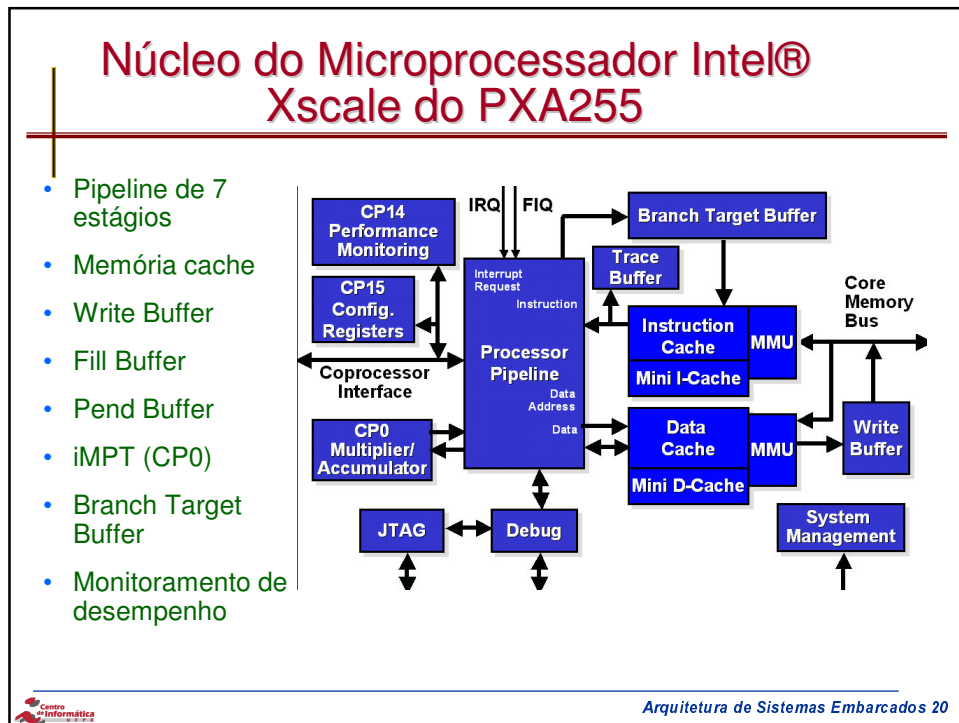 Núcleo do Microprocessador Intel®
Xscale do PXA255
• Pipeline de 7
estágios
• Memória cache
• Write Buffer
• Fill Buffer
• Pend Buffer
• iMPT (CP0)
• Branch Target
Buffer
• Monitoramento de
desempenho
CP14
Performance
Monitoring
CP15
Config.
Registers
Coprocessor
Interface
CP0
Multiplier/
Accumulator
JTAG
Debug
IRQ
FIQ
Interrupt
Request
Instruction
Processor
Pipeline
Data
Address
Data
Branch Target Buffer
Trace
Buffer
Instruction
Cache
MMU
Mini I-Cache
Data
Cache
MMU
Mini D-Cache
Core
Memory
Bus
Write
Buffer
System
Management
Centro
de Informática
UFPE
Arquitetura de Sistemas Embarcados 20